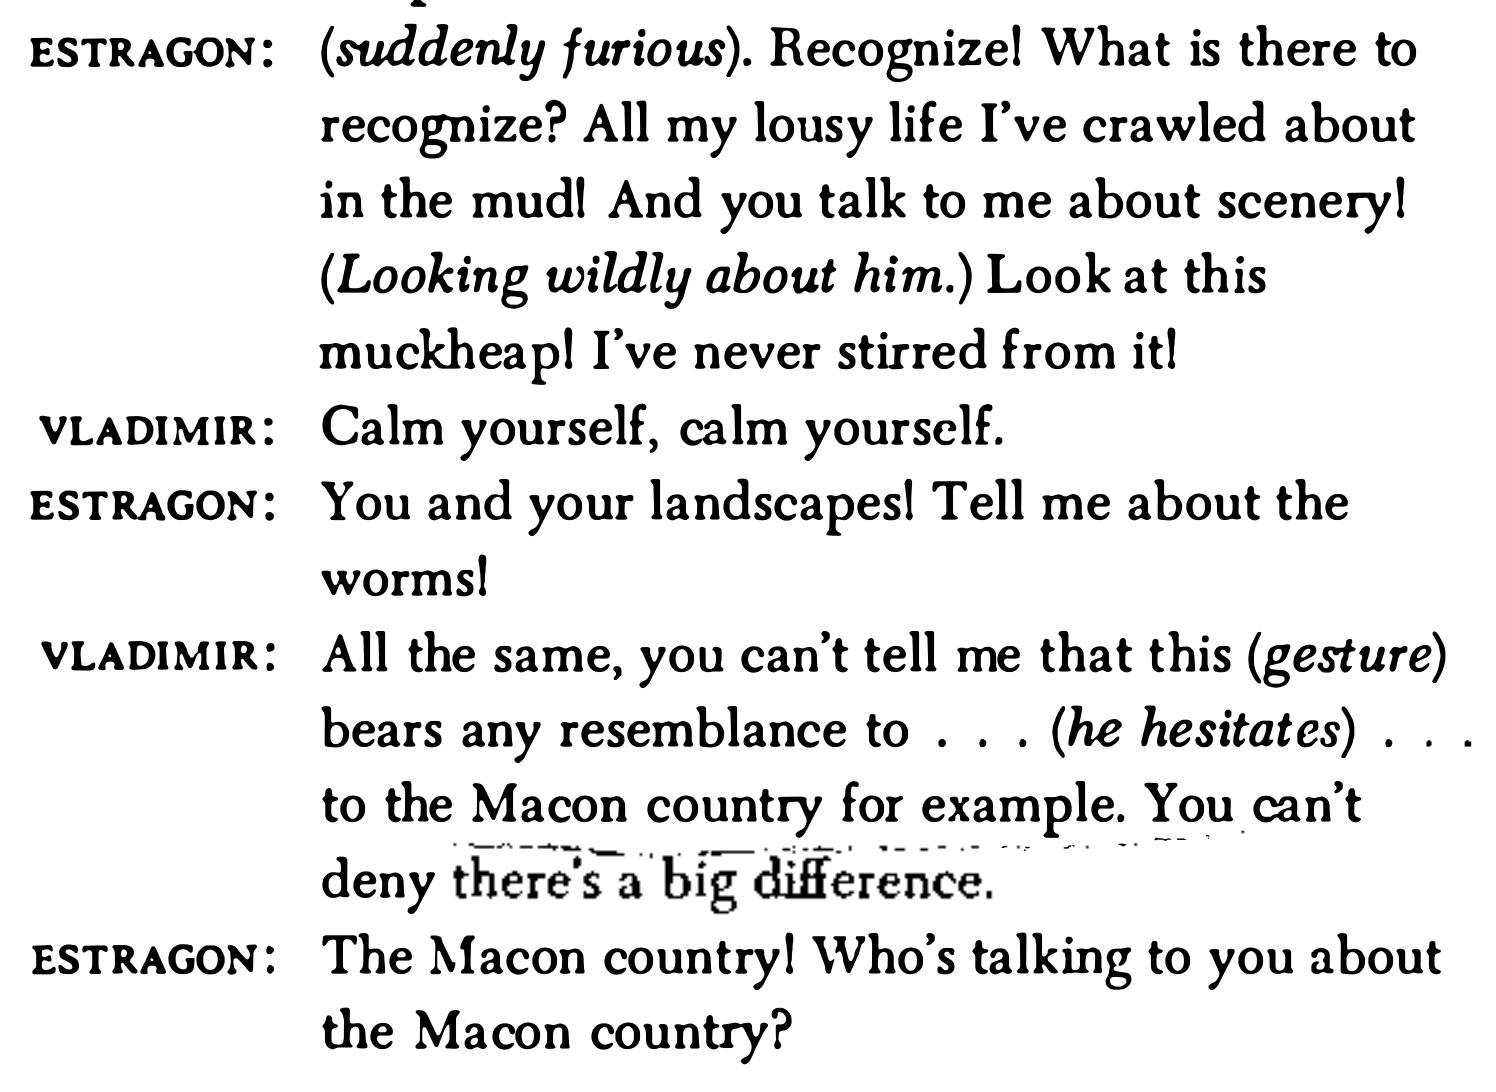 ESTRAGON: (suddenly furious). Recognize! What is there to
recognize? All my lousy life I've crawled about
in the mud! And you talk to me about scenery!
(Looking wildly about him.) Look at this
muckheap! I've never stirred from it!
VLADIMIR: Calm yourself, calm yourself.
ESTRAGON: You and your landscapes! Tell me about the
worms!
VLADIMIR: All the same, you can't tell me that this (gesture)
bears any resemblance to . . . (he hesitates) . . .
to the Macon country for example. You can't
deny there's a big difference.
ESTRAGON: The Macon country! Who's talking to you about
the Macon country?